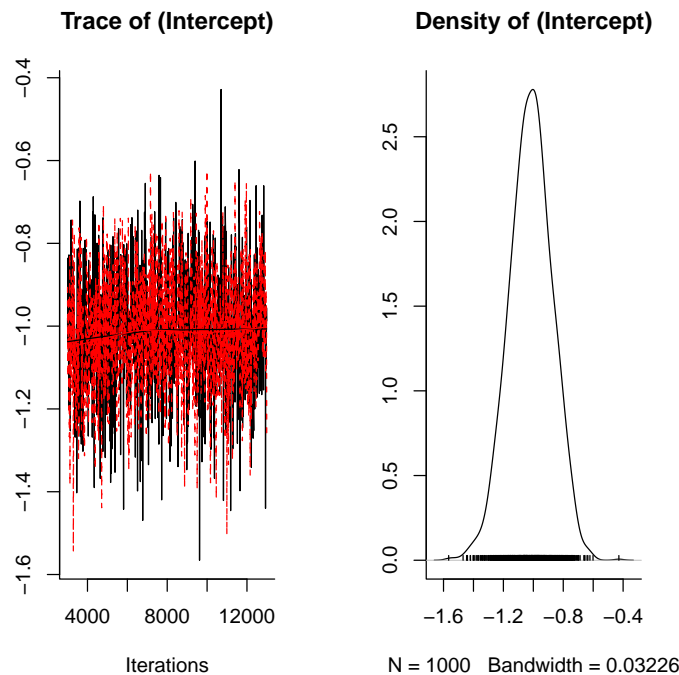 Trace of (Intercept)
−0.4
−0.6
−0.8
−1.0
−1.2
−1.4
−1.6
4000 8000 12000
Iterations
Density of (Intercept)
2.5
2.0
1.5
1.0
0.5
0.0
−1.6 −1.2 −0.8 −0.4
N = 1000 Bandwidth = 0.03226